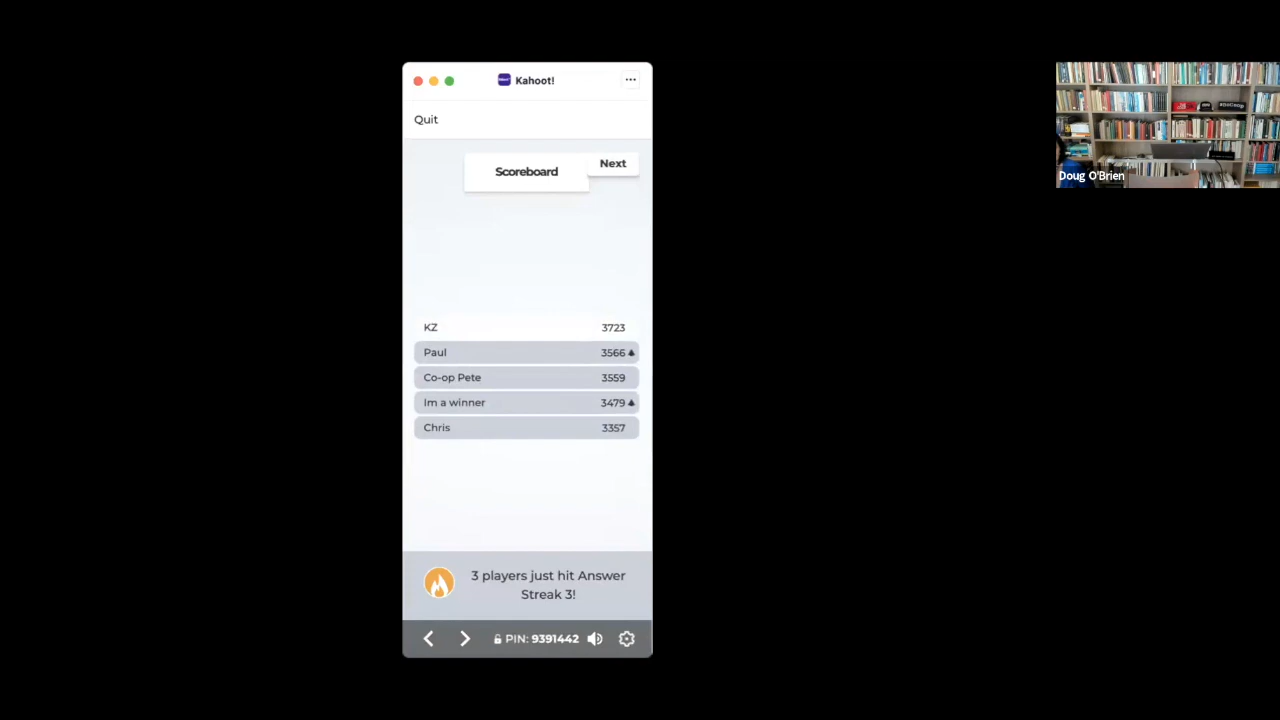 Kahoot!
Quit
Scoreboard
Next
KZ 3723
Paul 3566
Co-op Pete 3559
Im a winner 3479
Chris 3357
3 players just hit Answer
Streak 3!
PIN: 9391442
Doug O'Brien